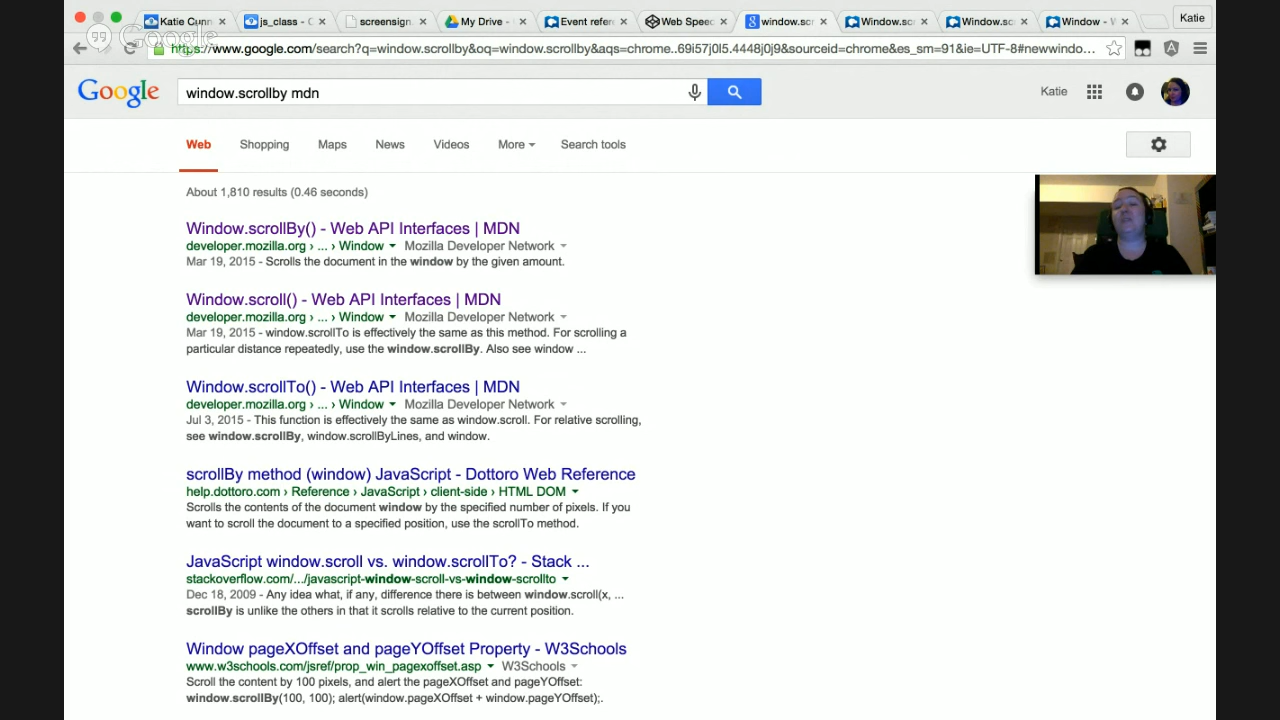 Katie Cunn
js_class - C
screensign.
My Drive -
Event refer
Web Speec
window.scr
Window.scr
Window.scr
Window - W
Katie
Google
https://www.google.com/search?q=window.scrollby&oq=window.scrollby&aqs=chrome..69i57j0l5.4448j0j9&sourceid=chrome&es_sm=91&ie=UTF-8#newwindo...
Google
window.scrollby mdn
Katie
Web
Shopping
Maps
News
Videos
More
Search tools
About 1,810 results (0.46 seconds)
Window.scrollBy() - Web API Interfaces | MDN
developer.mozilla.org › ... › Window Mozilla Developer Network
Mar 19, 2015 - Scrolls the document in the window by the given amount.
Window.scroll() - Web API Interfaces | MDN
developer.mozilla.org › ... › Window Mozilla Developer Network
Mar 19, 2015 - window.scrollTo is effectively the same as this method. For scrolling a
particular distance repeatedly, use the window.scrollBy. Also see window ...
Window.scrollTo() - Web API Interfaces | MDN
developer.mozilla.org › ... › Window Mozilla Developer Network
Jul 3, 2015 - This function is effectively the same as window.scroll. For relative scrolling,
see window.scrollBy, window.scrollByLines, and window.
scrollBy method (window) JavaScript - Dottoro Web Reference
help.dottoro.com › Reference › JavaScript › client-side › HTML DOM
Scrolls the contents of the document window by the specified number of pixels. If you
want to scroll the document to a specified position, use the scrollTo method.
JavaScript window.scroll vs. window.scrollTo? - Stack ...
stackoverflow.com/.../javascript-window-scroll-vs-window-scrollto
Dec 18, 2009 - Any idea what, if any, difference there is between window.scroll(x, ...
scrollBy is unlike the others in that it scrolls relative to the current position.
Window pageXOffset and pageYOffset Property - W3Schools
www.w3schools.com/jsref/prop_win_pagexoffset.asp W3Schools
Scroll the content by 100 pixels, and alert the pageXOffset and pageYOffset:
window.scrollBy(100, 100); alert(window.pageXOffset + window.pageYOffset);.